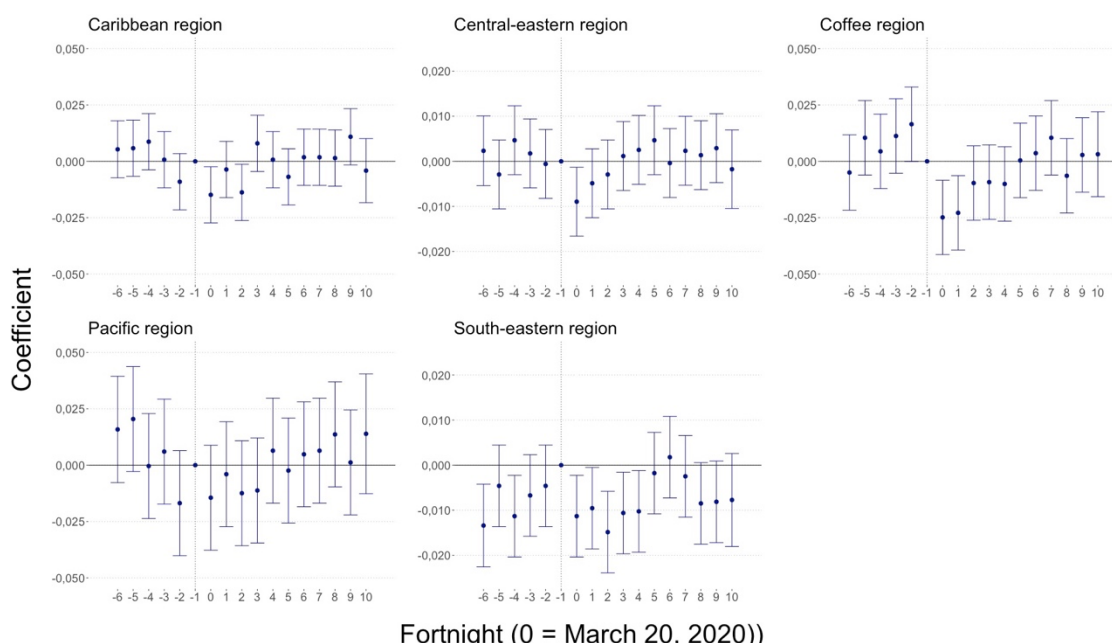 Caribbean region
0,050
0,025
0,000
-0,025
-0,050
-6 -5 -4 -3 -2 -1 0 1 2 3 4 5 6 7 8 9 10
Central-eastern region
0,020
0,010
0,000
-0,010
-0,020
-6 -5 -4 -3 -2 -1 0 1 2 3 4 5 6 7 8 9 10
Coffee region
0,050
0,025
0,000
-0,025
-0,050
-6 -5 -4 -3 -2 -1 0 1 2 3 4 5 6 7 8 9 10
Coefficient
Pacific region
0,050
0,025
0,000
-0,025
-0,050
-6 -5 -4 -3 -2 -1 0 1 2 3 4 5 6 7 8 9 10
South-eastern region
0,020
0,010
0,000
-0,010
-0,020
-6 -5 -4 -3 -2 -1 0 1 2 3 4 5 6 7 8 9 10
Fortnight (0 = March 20, 2020))